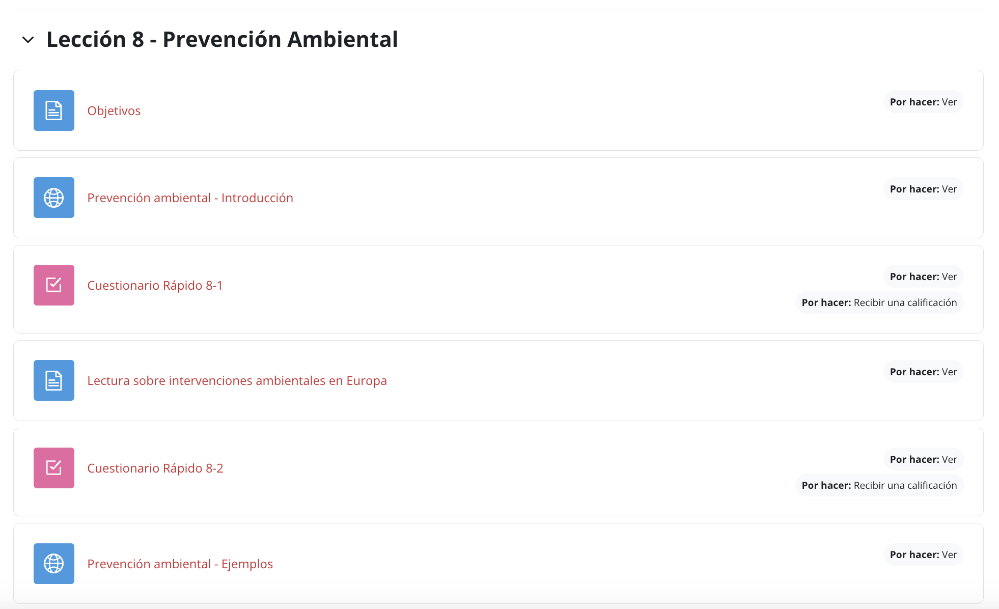 Lección 8 - Prevención Ambiental
Objetivos
Por hacer: Ver
Prevención ambiental - Introducción
Por hacer: Ver
Cuestionario Rápido 8-1
Por hacer: Ver
Por hacer: Recibir una calificación
Lectura sobre intervenciones ambientales en Europa
Por hacer: Ver
Cuestionario Rápido 8-2
Por hacer: Ver
Por hacer: Recibir una calificación
Prevención ambiental - Ejemplos
Por hacer: Ver